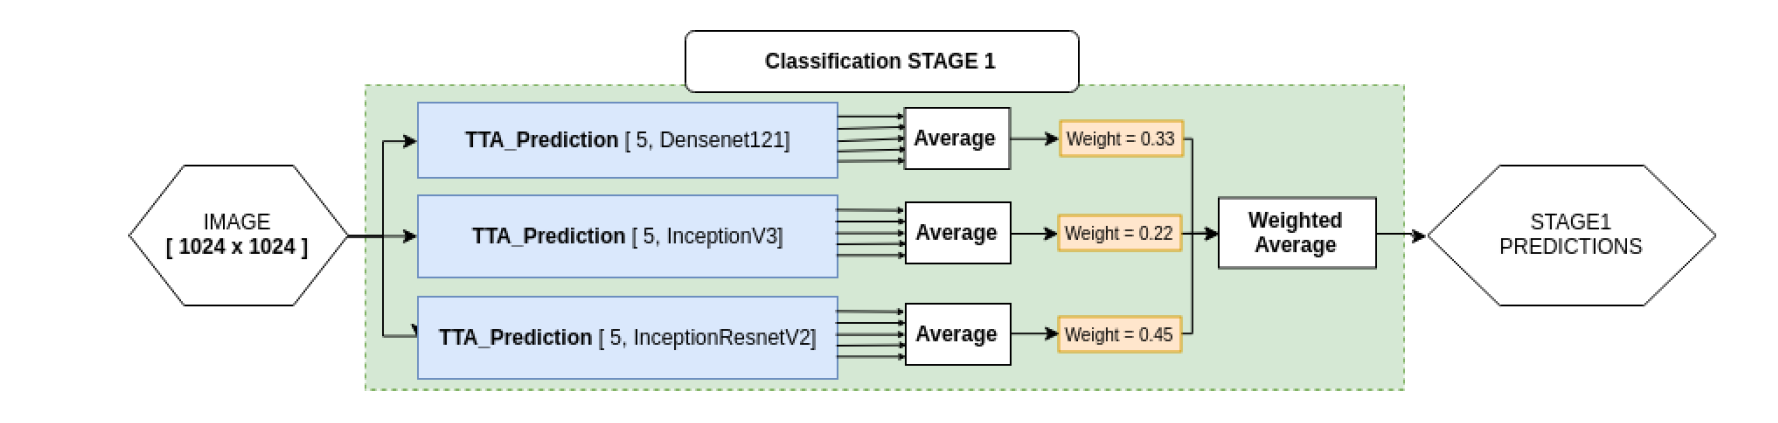 Classification STAGE 1
IMAGE
[ 1024 x 1024 ]
TTA_Prediction [ 5, Densenet121]
Average
Weight = 0.33
TTA_Prediction [ 5, InceptionV3]
Average
Weight = 0.22
TTA_Prediction [ 5, InceptionResnetV2]
Average
Weight = 0.45
Weighted
Average
STAGE1
PREDICTIONS